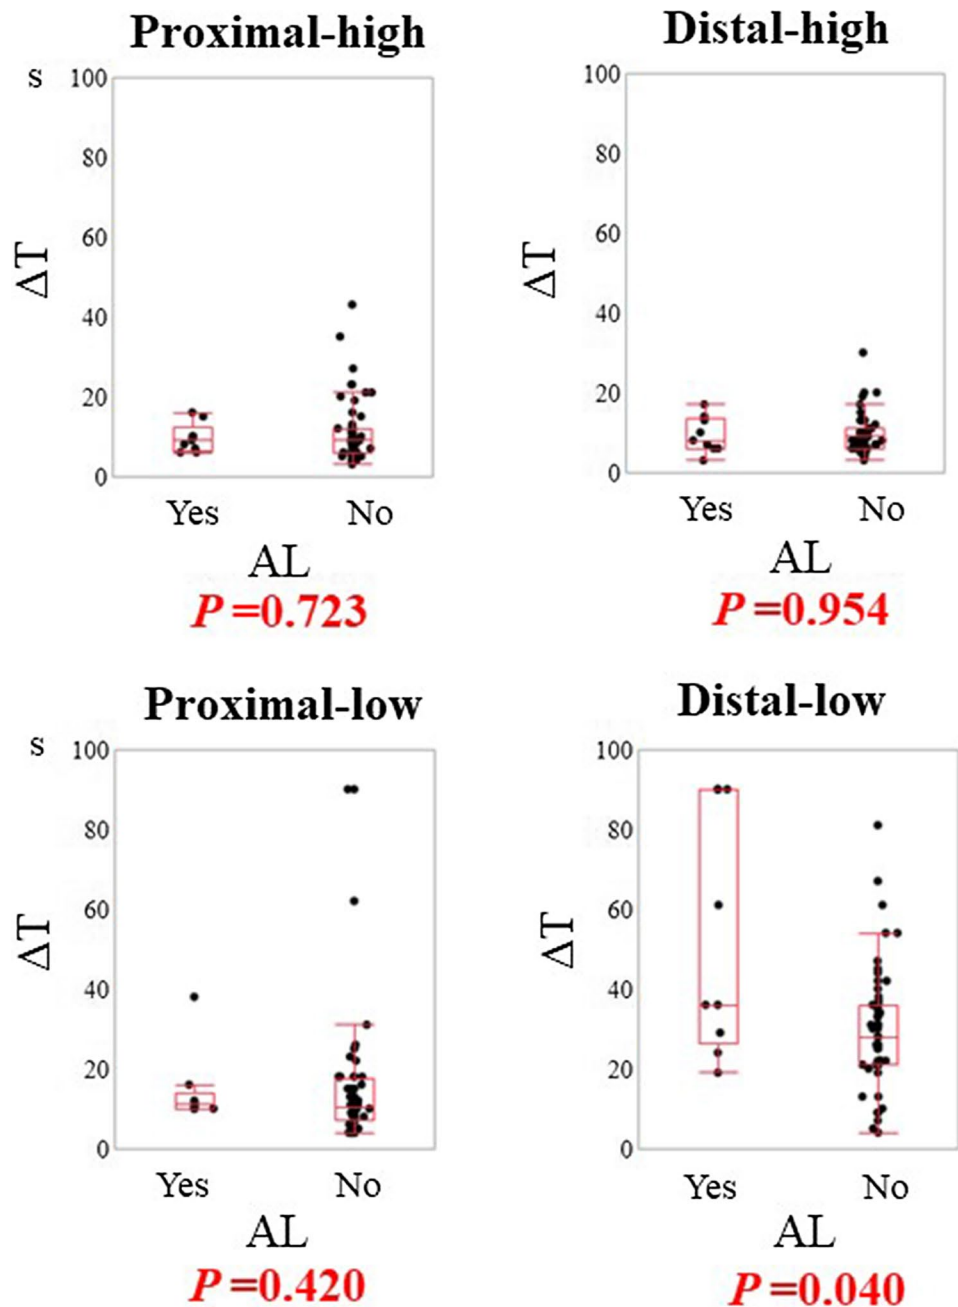 Proximal-high
s
100
80
60
40
20
0
ΔT
Yes No
AL
P =0.723
Distal-high
100
80
60
40
20
0
ΔT
Yes No
AL
P =0.954
Proximal-low
s
100
80
60
40
20
0
ΔT
Yes No
AL
P =0.420
Distal-low
100
80
60
40
20
0
ΔT
Yes No
AL
P =0.040